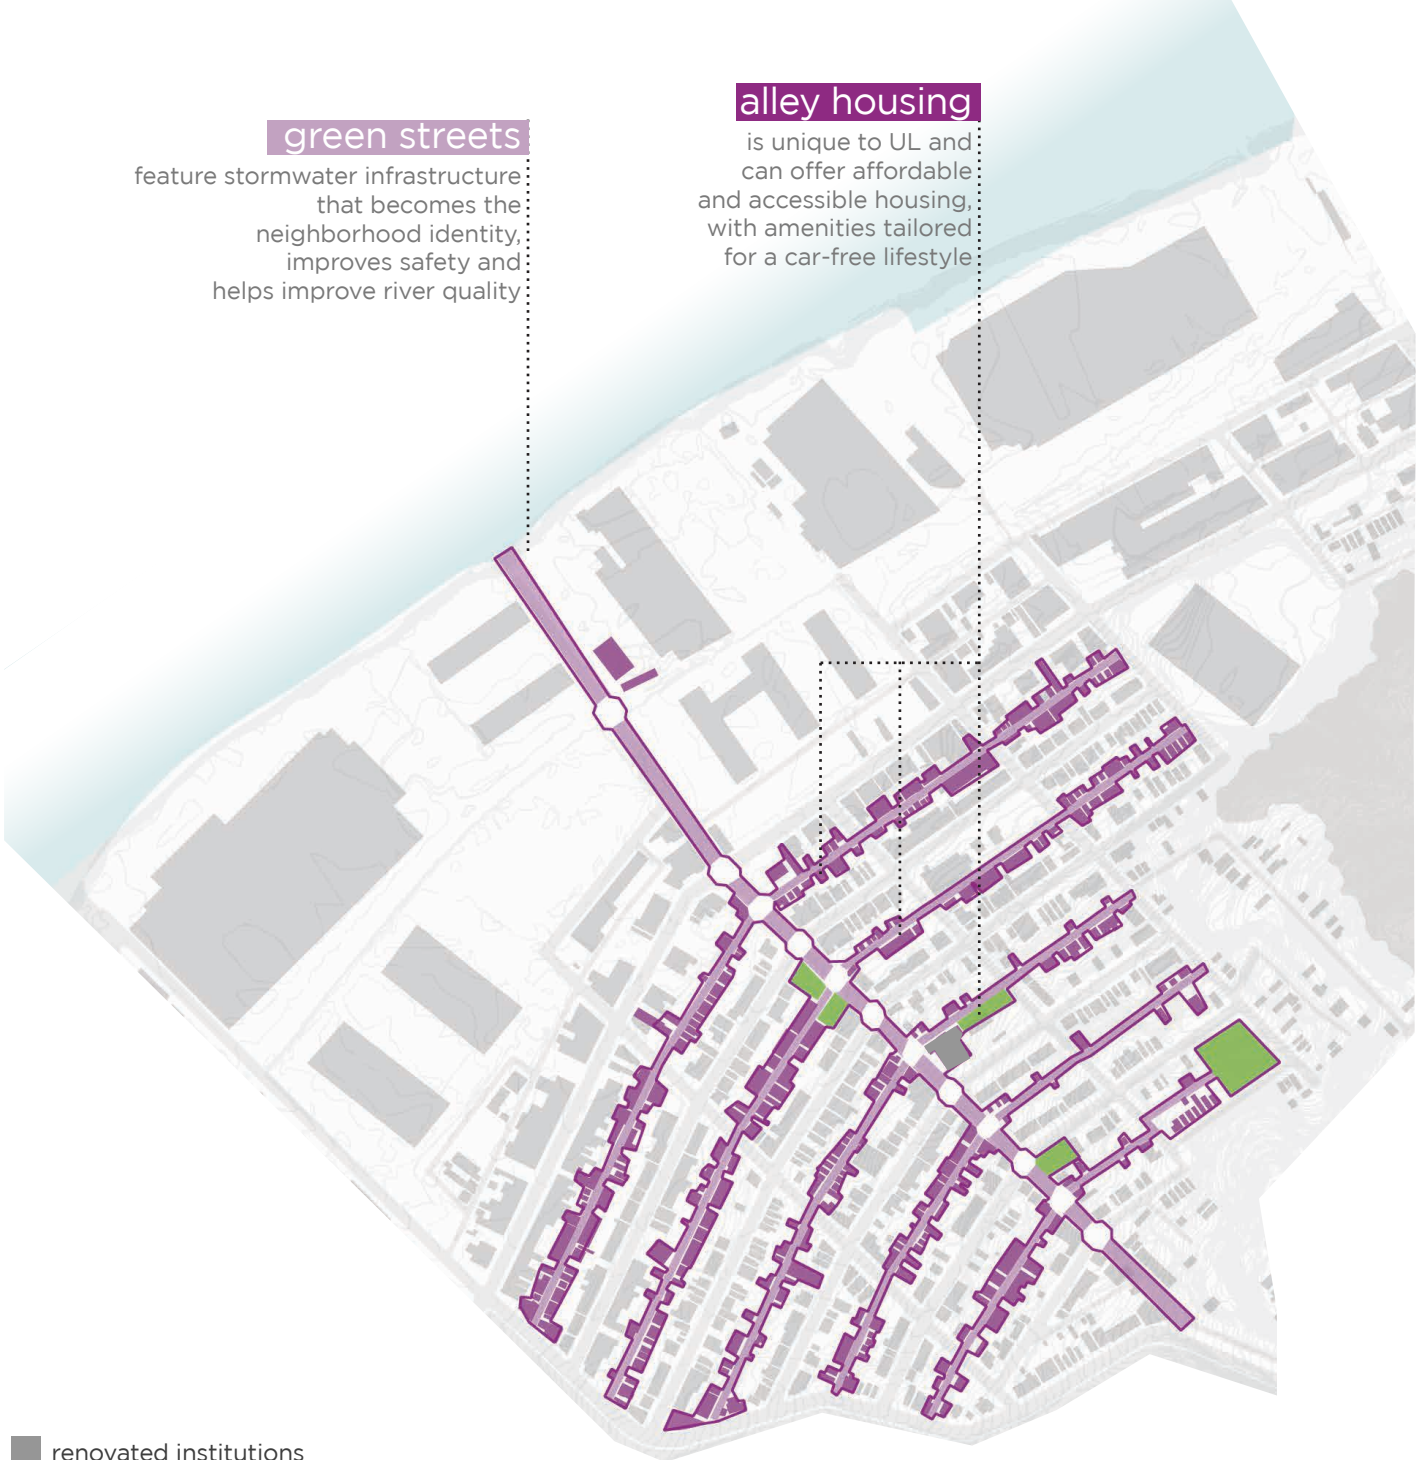 green streets
feature stormwater infrastructure
that becomes the
neighborhood identity,
improves safety and
helps improve river quality
alley housing
is unique to UL and
can offer affordable
and accessible housing,
with amenities tailored
for a car-free lifestyle
renovated institutions